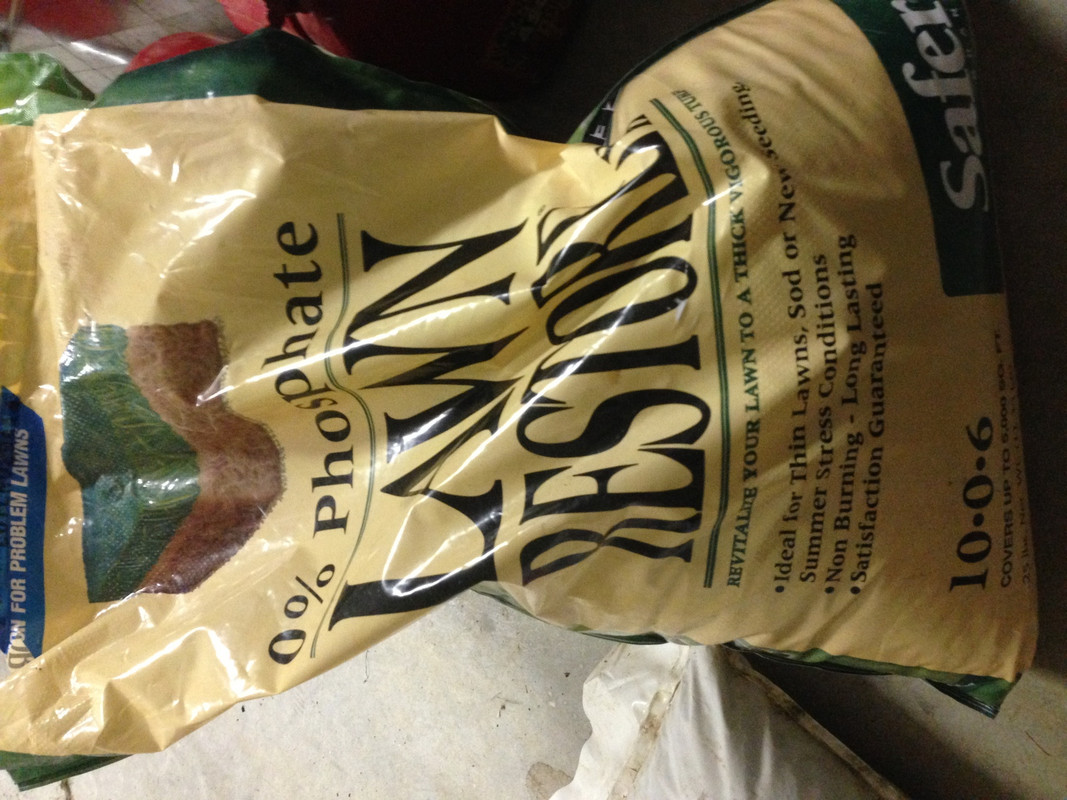 FOR PROBLEM LAWNS
0% Phosphate
LAWN
RESTORE
REVITALIZE YOUR LAWN TO A THICK VIGOROUS TURF
• Ideal for Thin Lawns, Sod or New seeding
Summer Stress Conditions
• Non Burning - Long Lasting
• Satisfaction Guaranteed
Safer
10•0•6
COVERS UP TO 5,000 SQ. FT.
25 lbs.